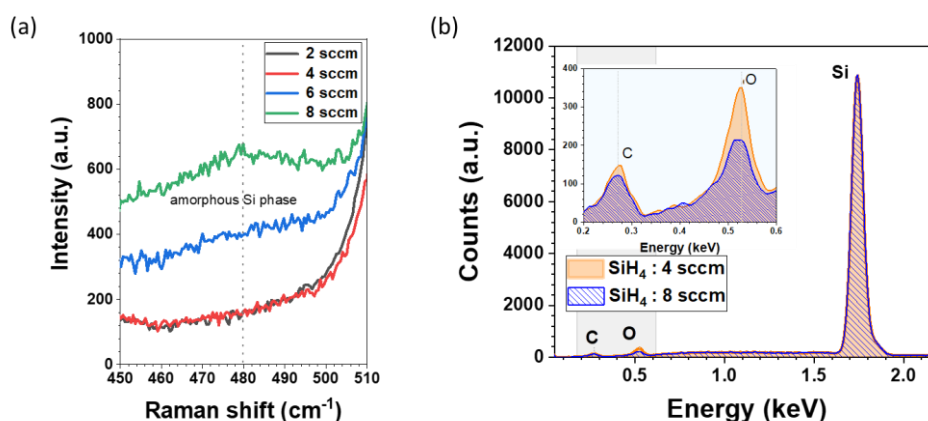 (a)
1000
800
600
400
200
0
450 460 470 480 490 500 510
Intensity (a.u.)
Raman shift (cm⁻¹)
2 sccm
4 sccm
6 sccm
8 sccm
amorphous Si phase
(b)
12000
10000
8000
6000
4000
2000
0
0.5 1.0 1.5 2.0
Counts (a.u.)
Energy (keV)
Si
C
O
400
300
200
100
0
0.2 0.3 0.4 0.5 0.6
Energy (keV)
C
O
SiH₄ : 4 sccm
SiH₄ : 8 sccm